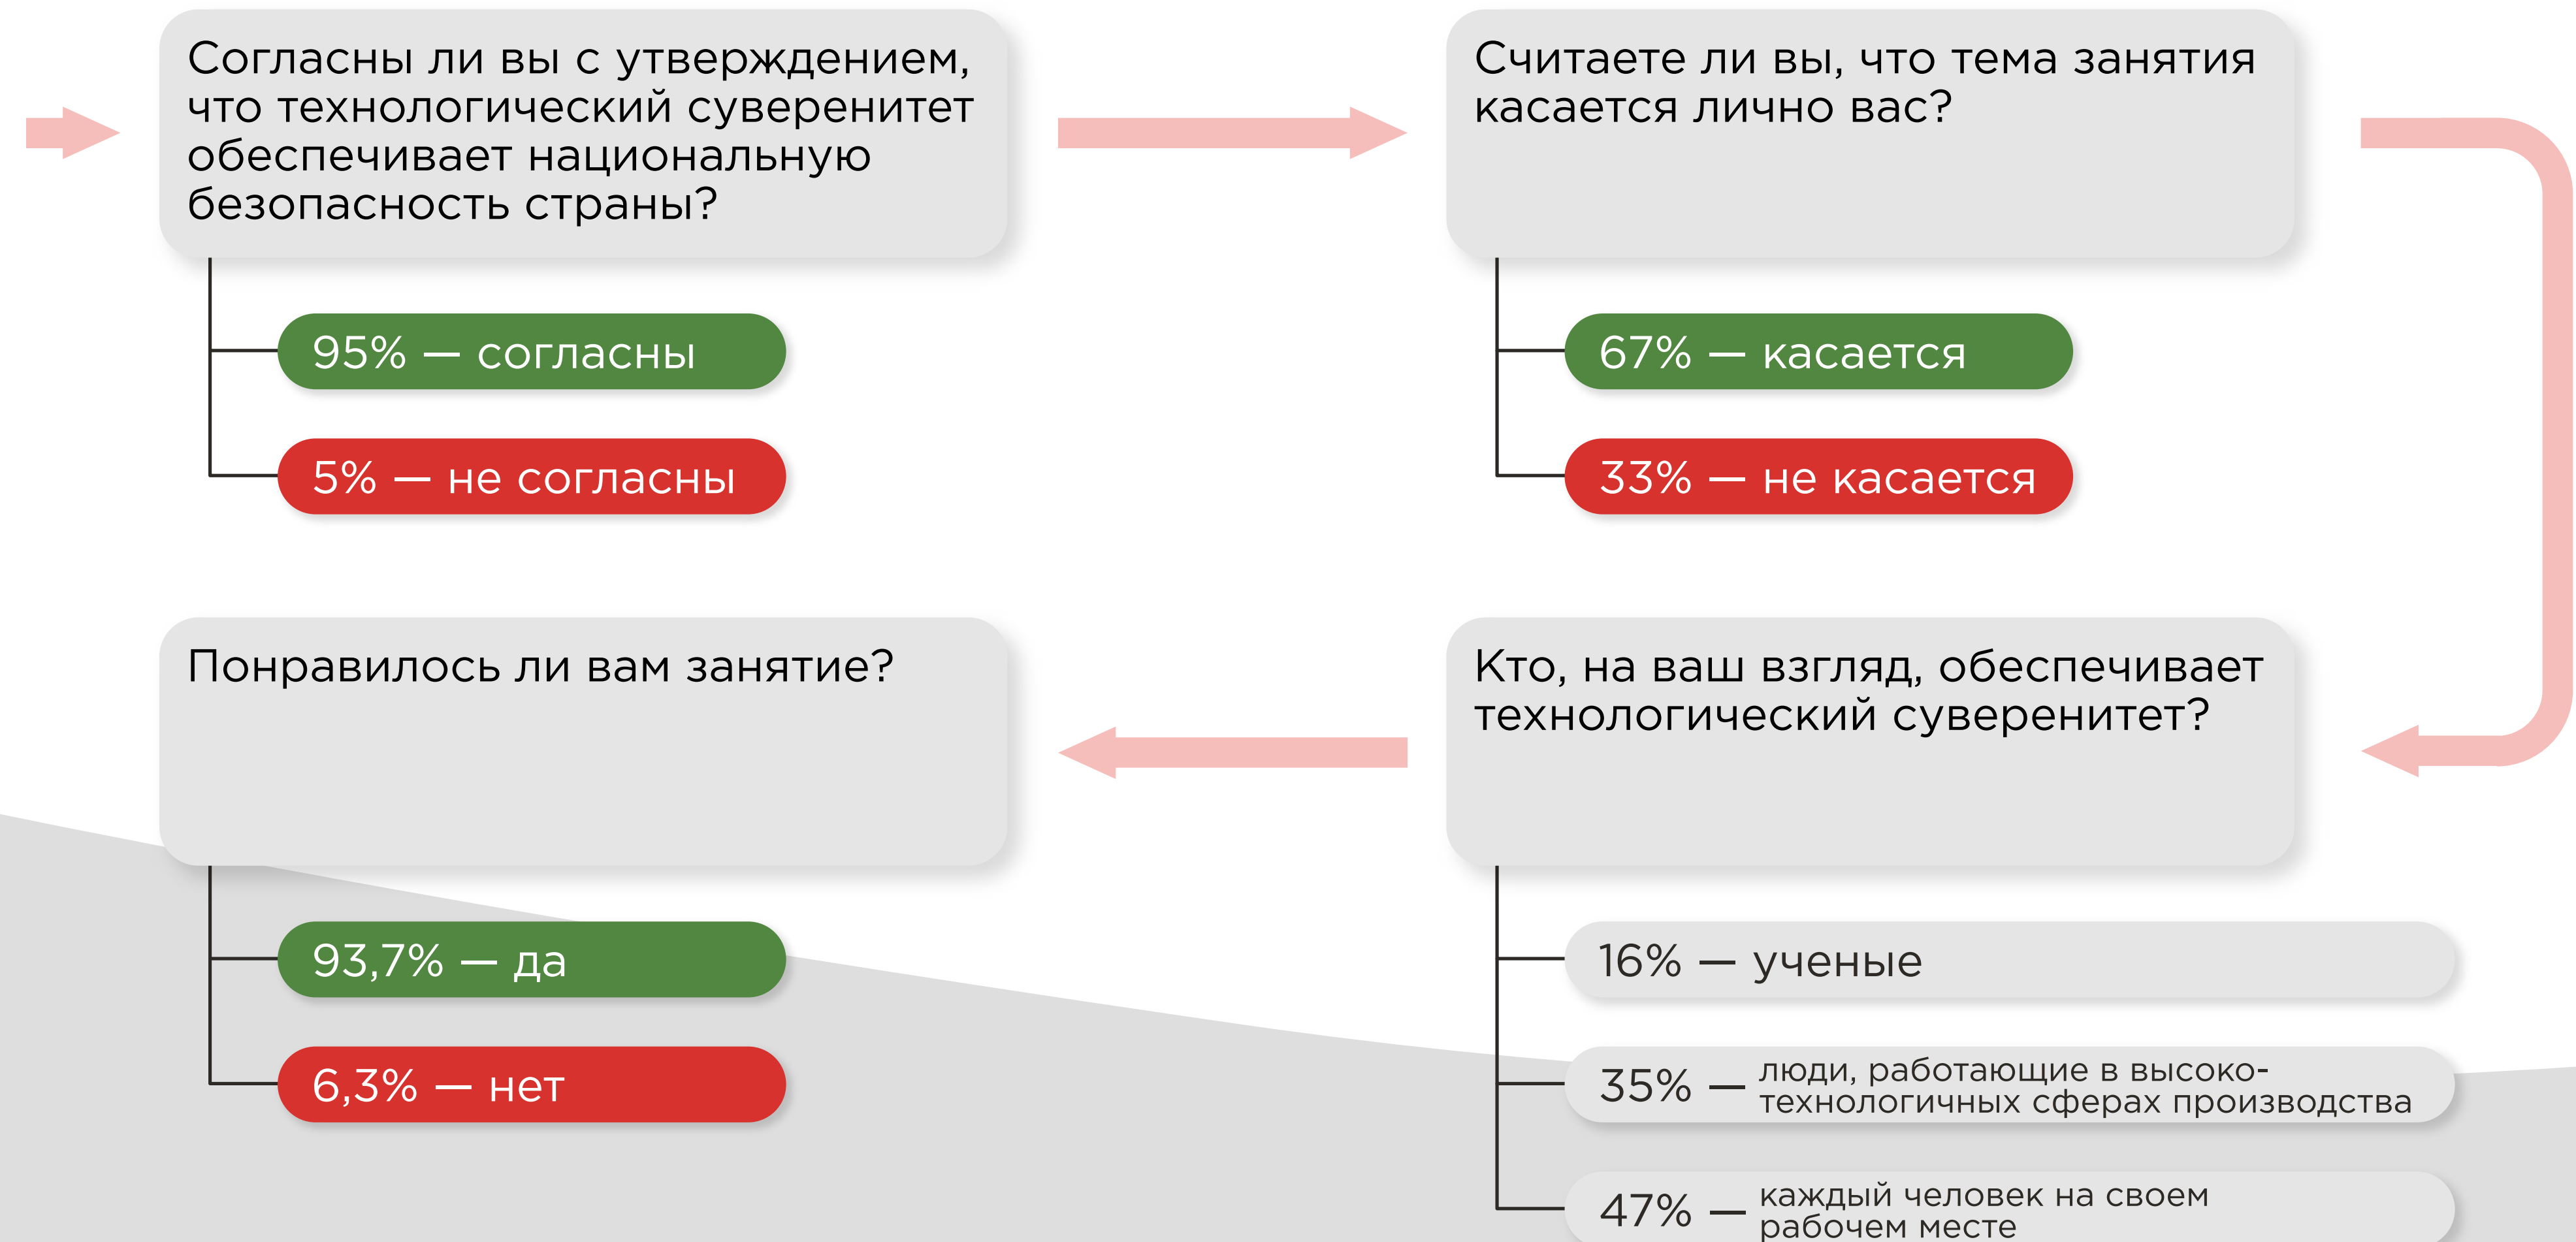 Согласны ли вы с утверждением,
что технологический суверенитет
обеспечивает национальную
безопасность страны?
95% — согласны
5% — не согласны
Считаете ли вы, что тема занятия
касается лично вас?
67% — касается
33% — не касается
Кто, на ваш взгляд, обеспечивает
технологический суверенитет?
16% — ученые
35% — люди, работающие в высоко-
технологичных сферах производства
47% — каждый человек на своем
рабочем месте
Понравилось ли вам занятие?
93,7% — да
6,3% — нет